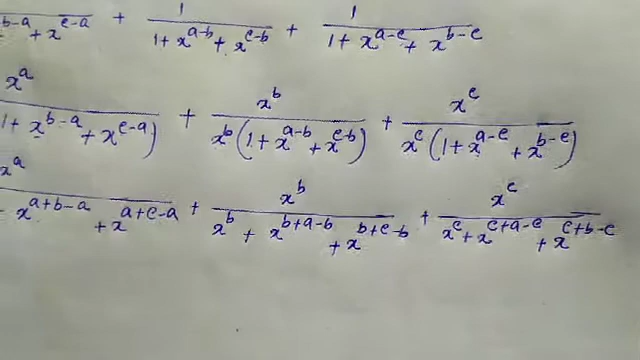 b-a + x^{c-a} + 1/(1 + x^{a-b} + x^{c-b}) + 1/(1 + x^{a-c} + x^{b-c})
x^a/(1 + x^{b-a} + x^{c-a}) + x^b/(x^b(1 + x^{a-b} + x^{c-b})) + x^c/(x^c(1 + x^{a-c} + x^{b-c}))
x^a/(x^{a+b-a} + x^{a+c-a}) + x^b/(x^b + x^{b+a-b} + x^{b+c-b}) + x^c/(x^c + x^{c+a-c} + x^{c+b-c})